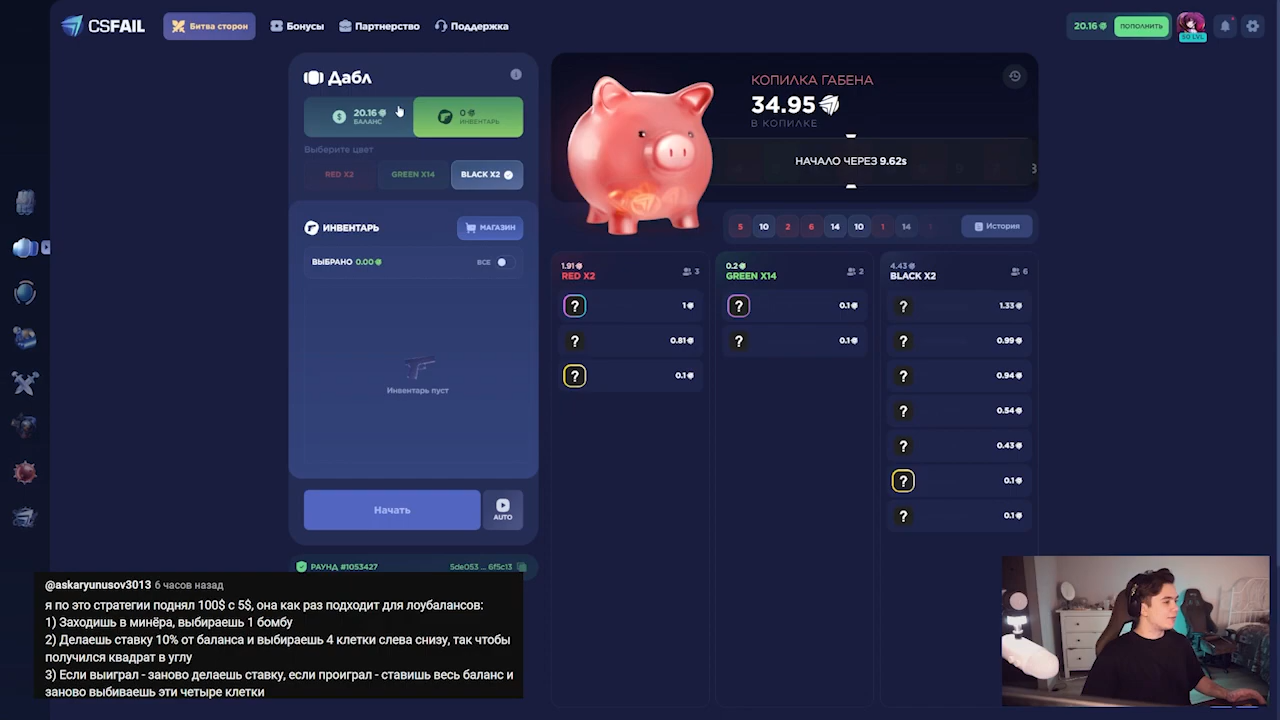 CSFAIL
Битва сторон
Бонусы
Партнерство
Поддержка
20.16
ПОПОЛНИТЬ
50 LVL
Дабл
20.16
БАЛАНС
0
ИНВЕНТАРЬ
Выберите цвет
RED X2
GREEN X14
BLACK X2
ИНВЕНТАРЬ
МАГАЗИН
ВЫБРАНО 0.00
ВСЕ
Инвентарь пуст
Начать
AUTO
РАУНД #1053427
5de053 ... 6f5c13
КОПИЛКА ГАБЕНА
34.95
В КОПИЛКЕ
НАЧАЛО ЧЕРЕЗ 9.62s
5 10 2 6 14 10 1 14
История
1.91
RED X2
3
? 1
? 0.81
? 0.1
0.2
GREEN X14
2
? 0.1
? 0.1
4.43
BLACK X2
6
? 1.33
? 0.99
? 0.94
? 0.54
? 0.43
? 0.1
? 0.1
@askaryunusov3013 6 часов назад
я по это стратегии поднял 100$ с 5$, она как раз подходит для лоубалансов:
1) Заходишь в минёра, выбираешь 1 бомбу
2) Делаешь ставку 10% от баланса и выбираешь 4 клетки слева снизу, так чтобы
получился квадрат в углу
3) Если выиграл - заново делаешь ставку, если проиграл - ставишь весь баланс и
заново выбиваешь эти четыре клетки